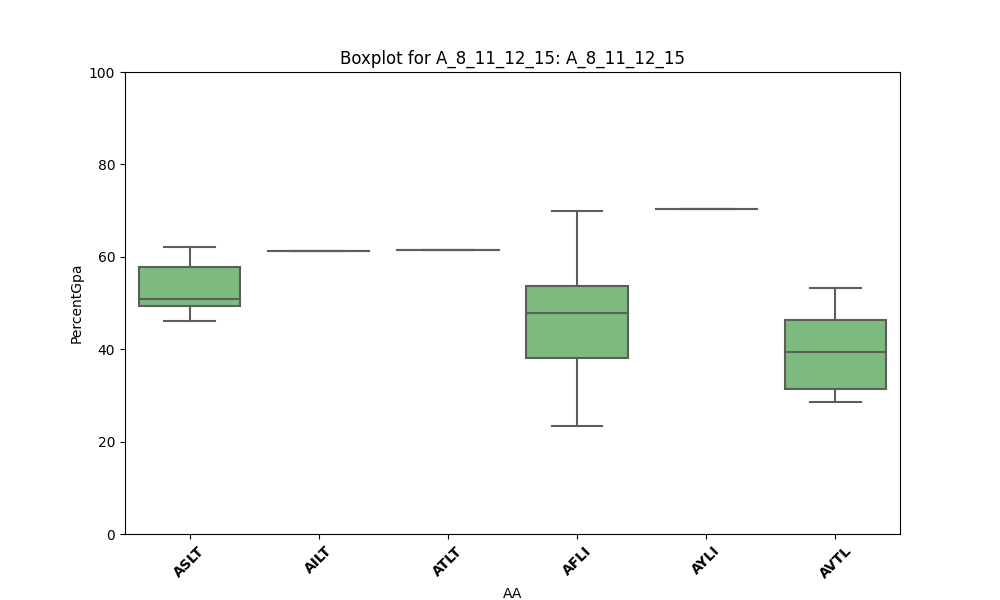 Boxplot for A_8_11_12_15: A_8_11_12_15
100
80
60
40
20
0
PercentGpa
ASLT
AILT
ATLT
AFLI
AYLI
AVTL
AA